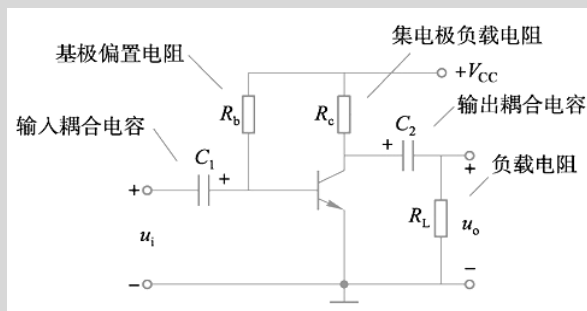 集电极负载电阻
基极偏置电阻
+V_CC
R_b
R_c
输出耦合电容
输入耦合电容
C_2
+
C_1
+
负载电阻
+
+
R_L
u_o
u_i
−
−